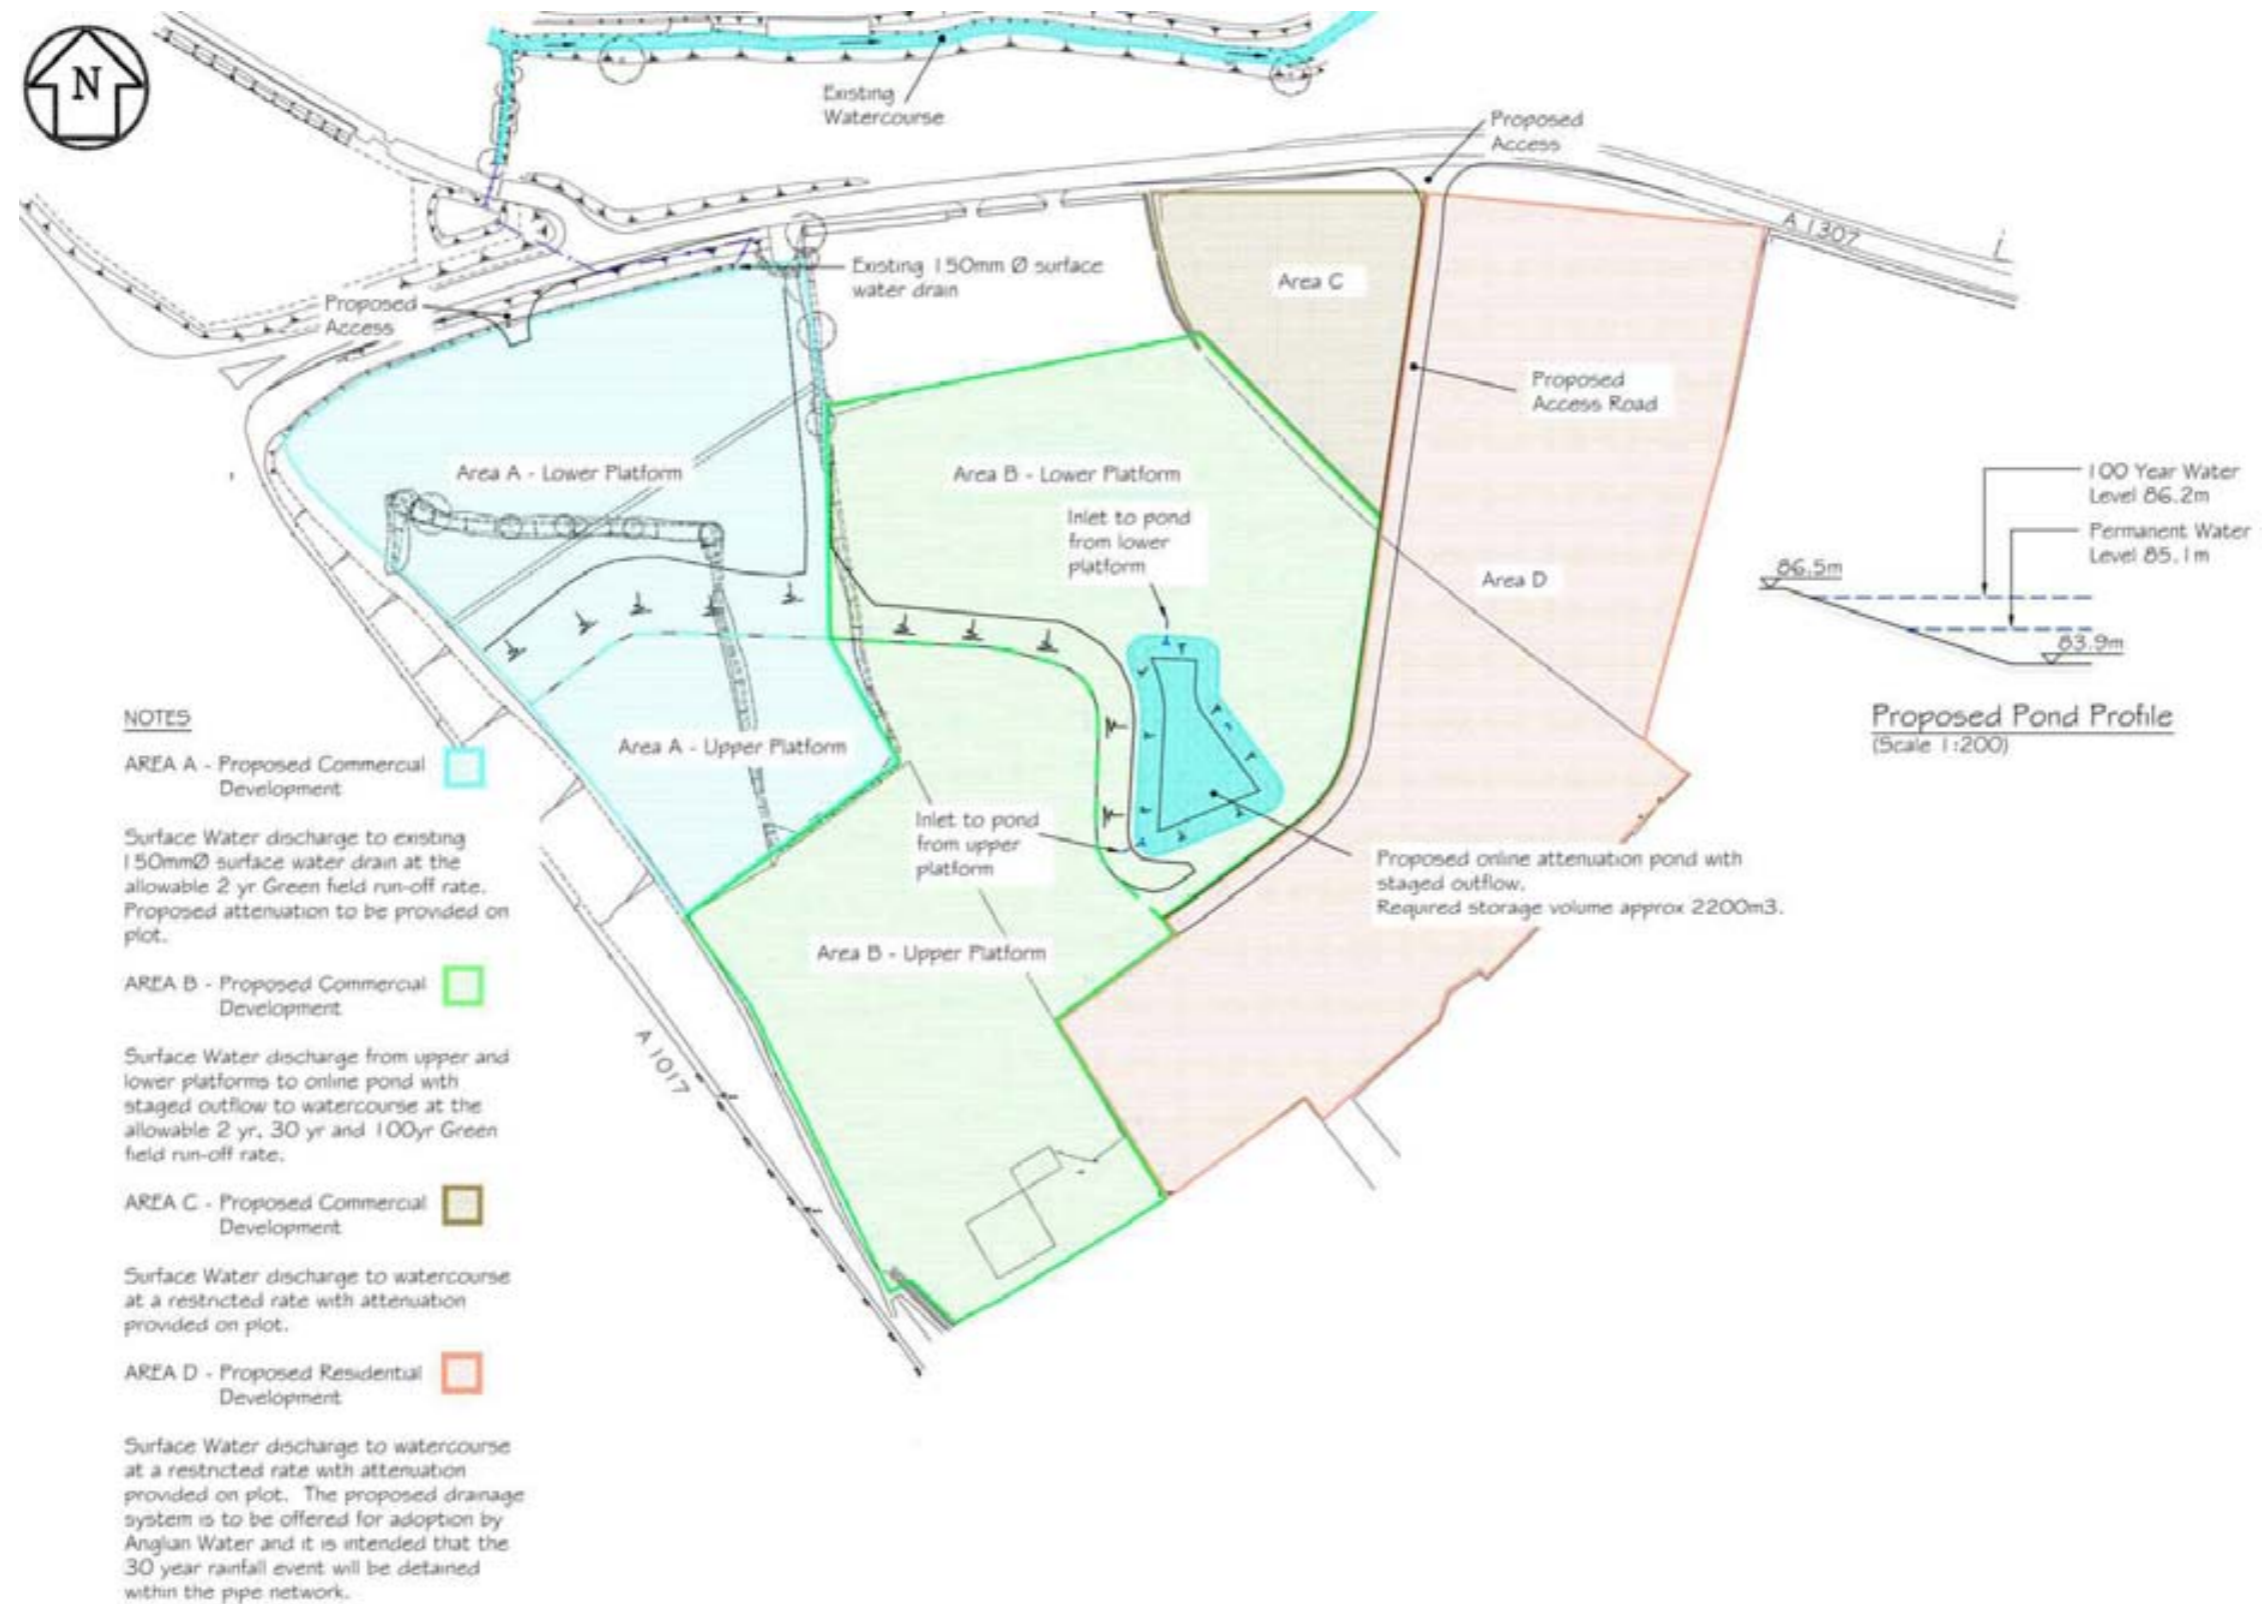 N
Existing
Watercourse
Proposed
Access
A 1307
Existing 150mm Ø surface
water drain
Proposed
Access
Area C
Proposed
Access Road
Area A - Lower Platform
Area B - Lower Platform
Inlet to pond
from lower
platform
Area D
100 Year Water
Level 86.2m
Permanent Water
Level 85.1m
86.5m
83.9m
Proposed Pond Profile
(Scale 1:200)
Area A - Upper Platform
Inlet to pond
from upper
platform
Proposed online attenuation pond with
staged outflow.
Required storage volume approx 2200m3.
Area B - Upper Platform
A 1017
NOTES
AREA A - Proposed Commercial
Development
Surface Water discharge to existing
150mmØ surface water drain at the
allowable 2 yr Green field run-off rate.
Proposed attenuation to be provided on
plot.
AREA B - Proposed Commercial
Development
Surface Water discharge from upper and
lower platforms to online pond with
staged outflow to watercourse at the
allowable 2 yr, 30 yr and 100yr Green
field run-off rate.
AREA C - Proposed Commercial
Development
Surface Water discharge to watercourse
at a restricted rate with attenuation
provided on plot.
AREA D - Proposed Residential
Development
Surface Water discharge to watercourse
at a restricted rate with attenuation
provided on plot. The proposed drainage
system is to be offered for adoption by
Anglian Water and it is intended that the
30 year rainfall event will be detained
within the pipe network.